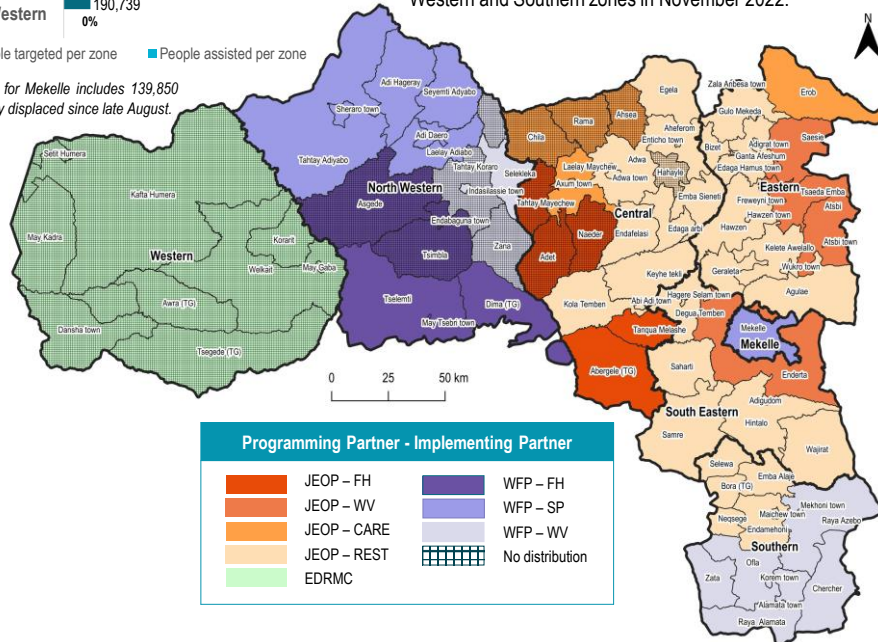 Western and Southern zones in November 2022.
190,739
estern
0%
le targeted per zone
People assisted per zone
for Mekelle includes 139,850
y displaced since late August.
N
Egela
Zala Anbesa town
Erob
Adi Hageray
Seyemti Adyabo
Gulo Mekeda
Sheraro town
Chila
Rama
Ahsea
Aheferom
Bizet
Adigrat town
Saesie
Adi Daero
Enticho town
Ganta Afeshum
Laelay Adiabo
Setit Humera
Tahtay Adiyabo
Tahtay Koraro
Selekleka
Laelay Maychew
Adwa
Hahayle
Edaga Hamus town
Kafta Humera
North Western
Indasilassie town
Axum town
Adwa town
Eastern
Tsaeda Emba
Asgede
Tahtay Mayechew
Central
Emba Sieneti
Freweyni town
Atsbi
Endabaguna town
Hawzen town
May Kadra
Korarit
Naeder
Endafelasi
Edaga arbi
Hawzen
Atsbi town
Western
Tsimbla
Zana
Adet
Kelete Awelallo
Welkait
May Gaba
Keyhe tekli
Geraleta
Wukro town
Tselemti
Dima (TG)
Hagere Selam town
Agulae
Awra (TG)
Kola Temben
Abi Adi town
Degua Temben
Dansha town
May Tsebri town
Tanqua Melashe
Mekelle
Mekelle
Tsegede (TG)
Saharti
Enderta
Abergele (TG)
0 25 50 km
Adigudom
South Eastern
Hintalo
Samre
Wajirat
Programming Partner - Implementing Partner
JEOP – FH
WFP – FH
JEOP – WV
WFP – SP
JEOP – CARE
WFP – WV
JEOP – REST
No distribution
EDRMC
Selewa
Emba Alaje
Bora (TG)
Mekhoni town
Neqsege
Maichew town
Raya Azebo
Endamehoni
Southern
Ofla
Zata
Korem town
Chercher
Alamata town
Raya Alamata